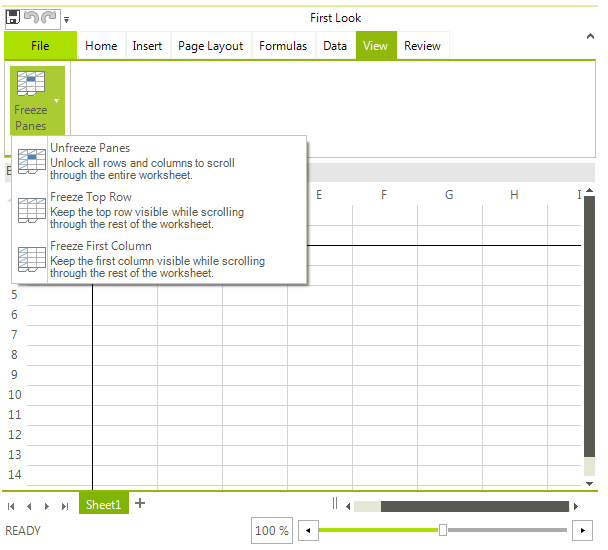 First Look
File Home Insert Page Layout Formulas Data View Review
Freeze
Panes
Unfreeze Panes
Unlock all rows and columns to scroll
through the entire worksheet.
Freeze Top Row
Keep the top row visible while scrolling
through the rest of the worksheet.
Freeze First Column
Keep the first column visible while scrolling
through the rest of the worksheet.
E F G H I
5
6
7
8
9
10
11
12
13
14
Sheet1
READY 100 %